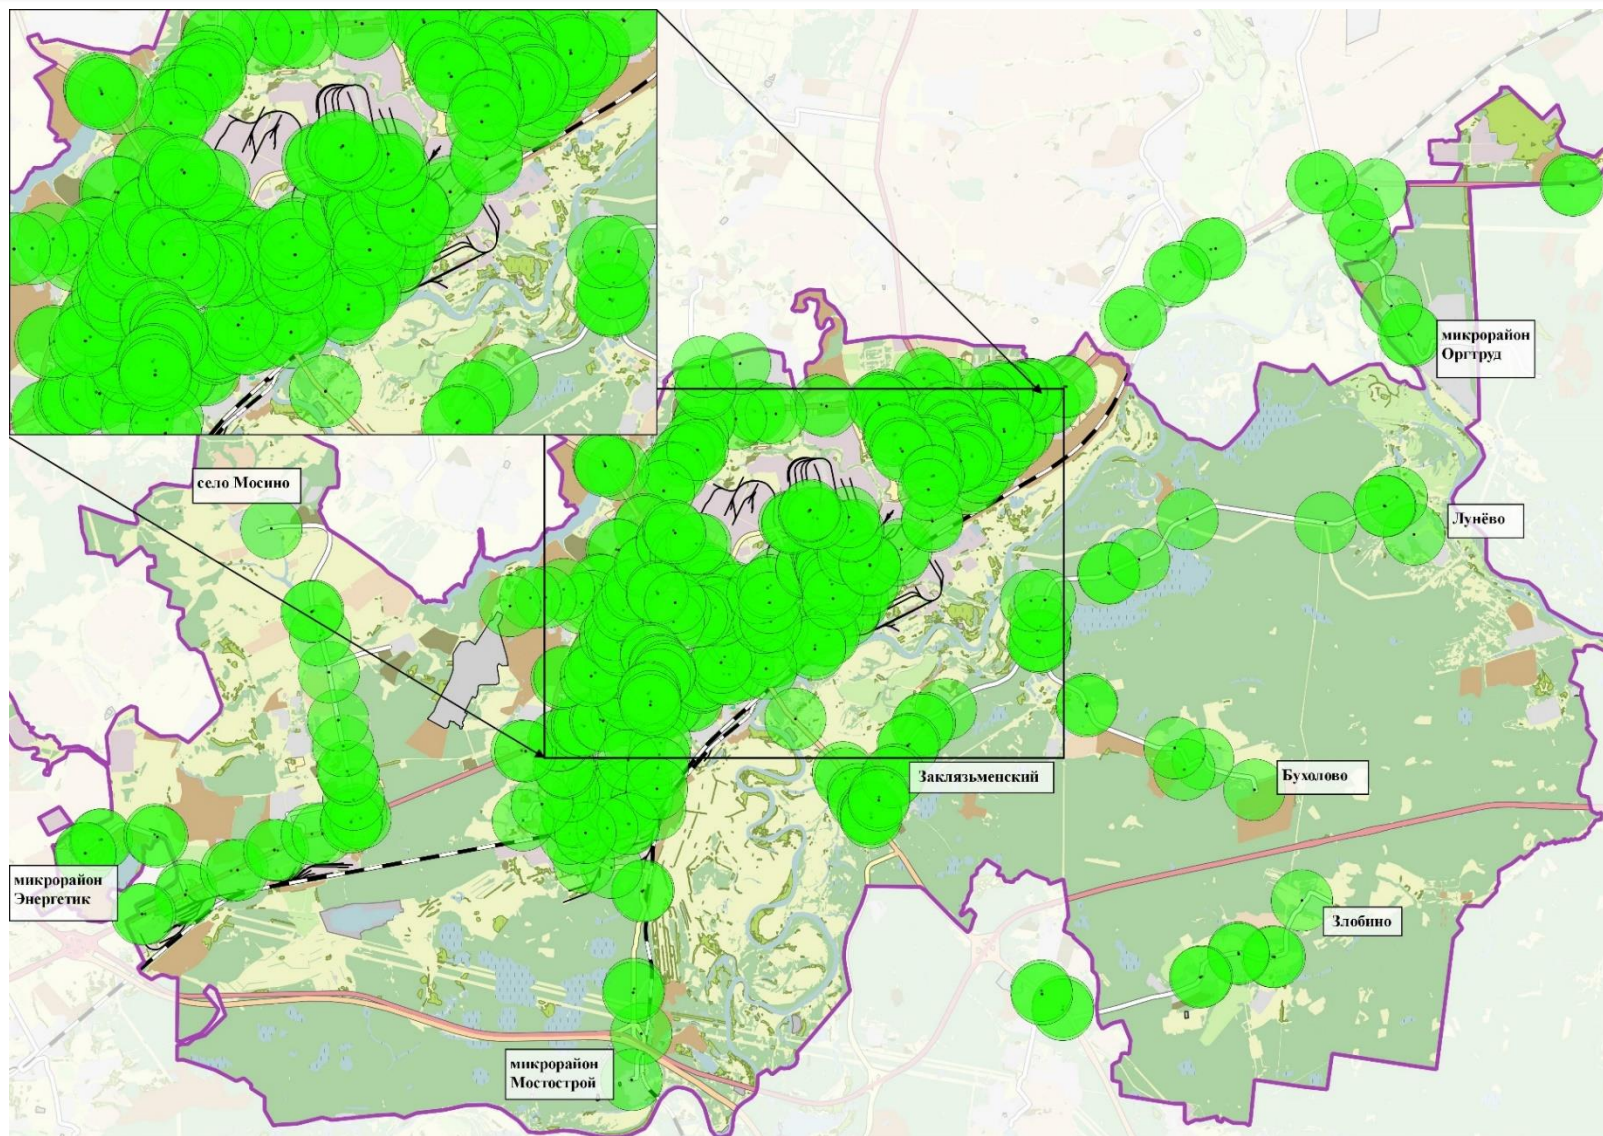 микрорайон
Оргтруд
село Мосино
Лунёво
Заклязьменский
Бухолово
микрорайон
Энергетик
Злобино
микрорайон
Мостострой